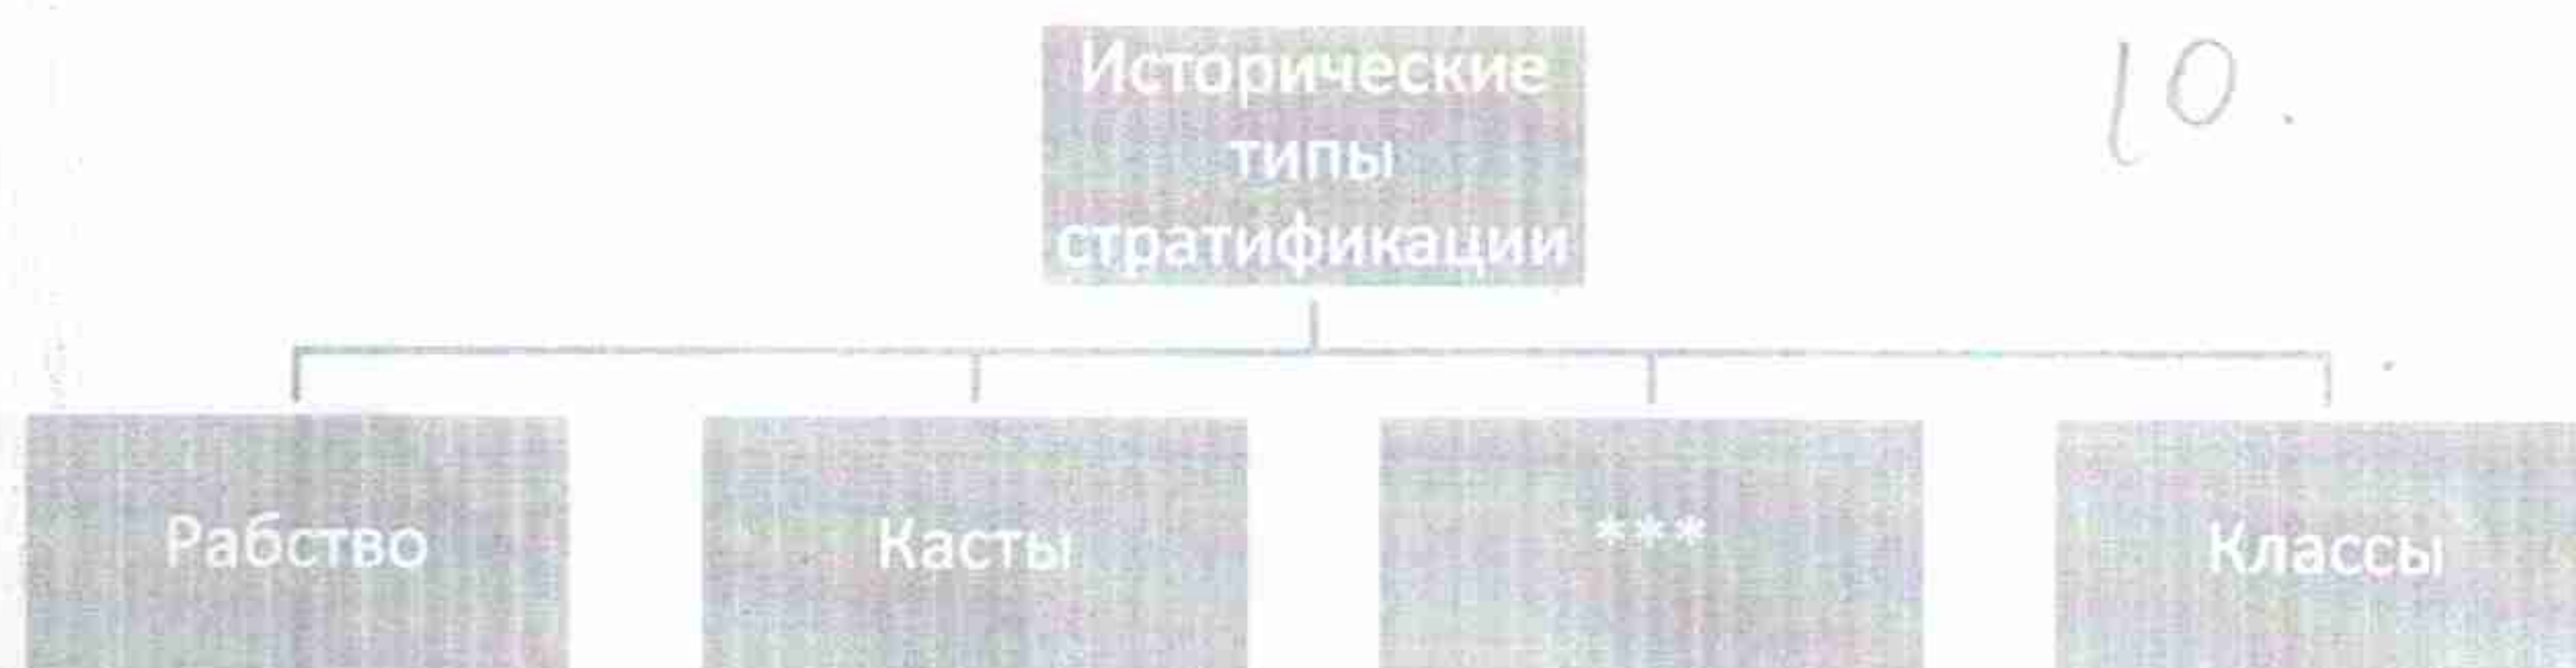 Исторические
типы
стратификации
10.
Рабство
Касты
***
Классы